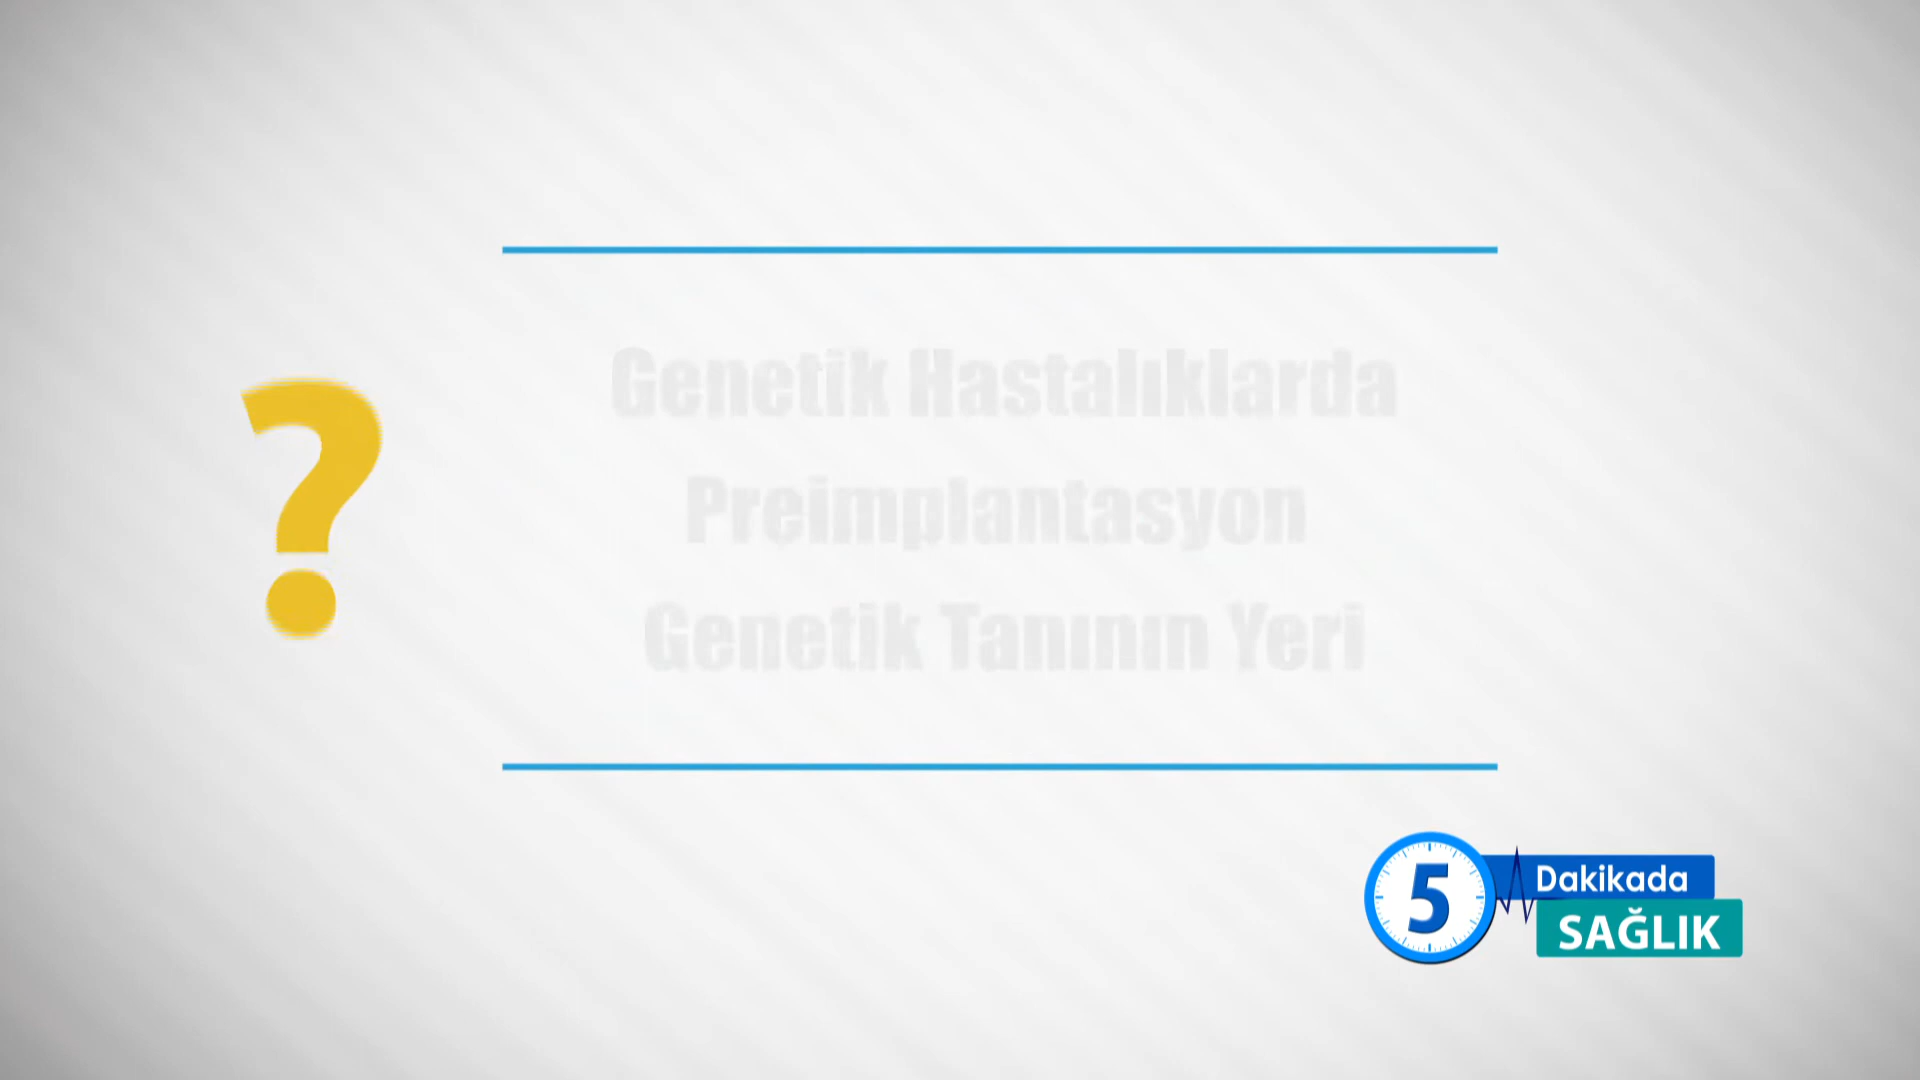 ?
Genetik Hastalıklarda
Preimplantasyon
Genetik Tanının Yeri
5
Dakikada
SAĞLIK